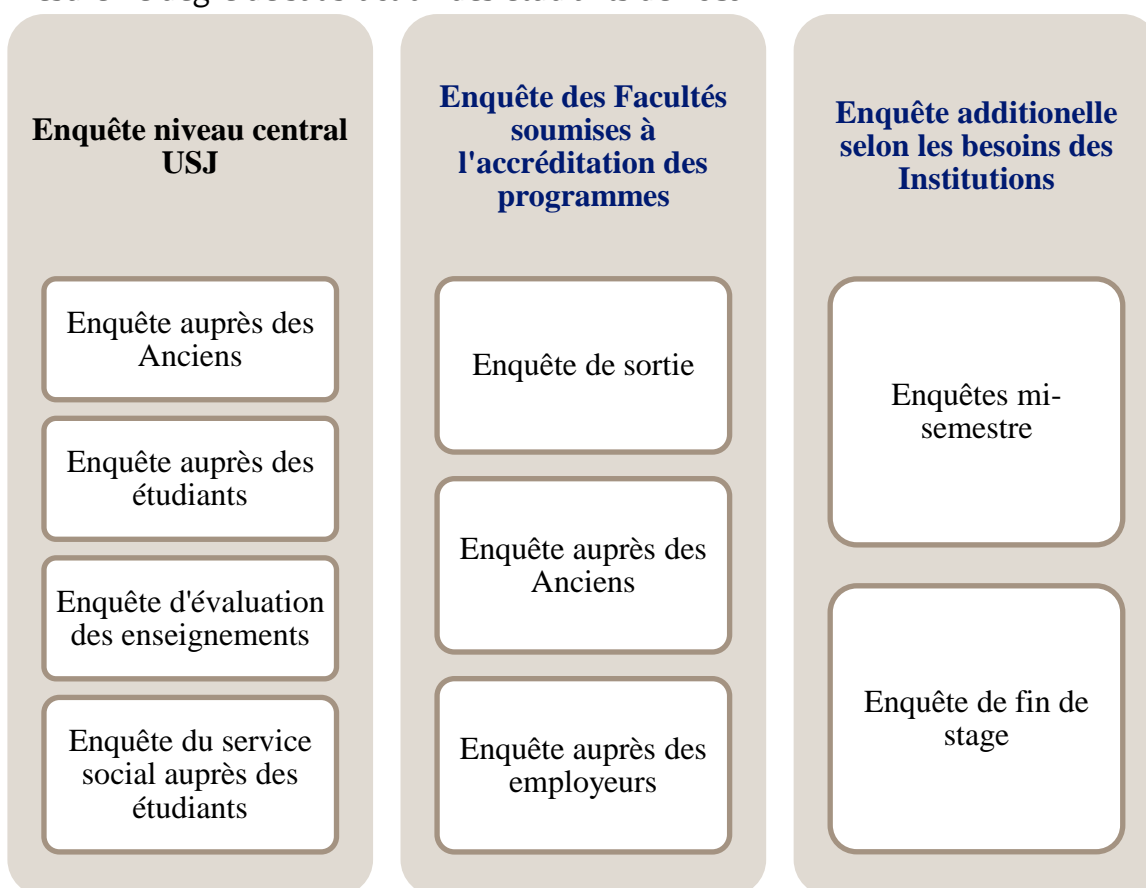 Enquête niveau central
USJ
Enquête auprès des
Anciens
Enquête auprès des
étudiants
Enquête d'évaluation
des enseignements
Enquête du service
social auprès des
étudiants
Enquête des Facultés
soumises à
l'accréditation des
programmes
Enquête de sortie
Enquête auprès des
Anciens
Enquête auprès des
employeurs
Enquête additionelle
selon les besoins des
Institutions
Enquêtes mi-
semestre
Enquête de fin de
stage